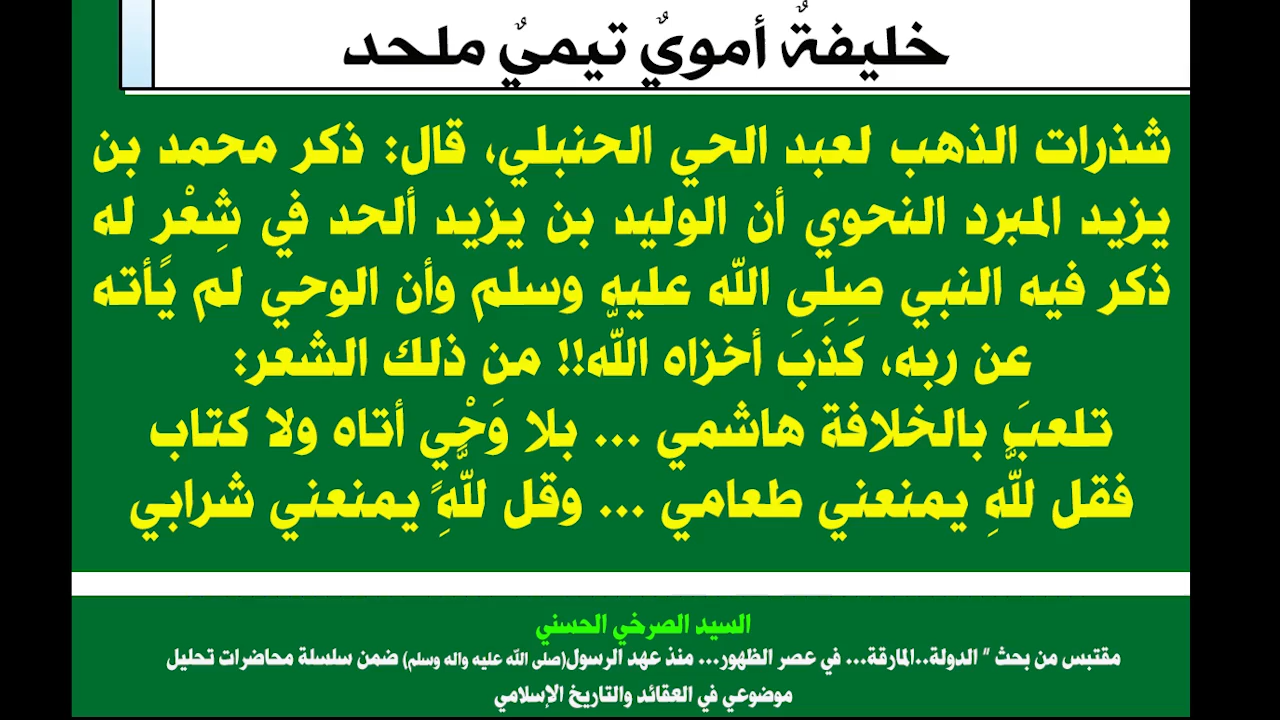 خليفةٌ أمويٌ تيميٌ ملحد
شذرات الذهب لعبد الحي الحنبلي، قال: ذكر محمد بن
يزيد المبرد النحوي أن الوليد بن يزيد ألحد في شِعْر له
ذكر فيه النبي صلى الله عليه وسلم وأن الوحي لم يأته
عن ربه، كَذَبَ أخزاه اللّه!! من ذلك الشعر:
تلعبَ بالخلافة هاشمي ... بلا وَحْيٍ أتاه ولا كتاب
فقل للَّهِ يمنعني طعامي ... وقل للَّهِ يمنعني شرابي
السيد الصرخي الحسني
مقتبس من بحث " الدولة..المارقة... في عصر الظهور... منذ عهد الرسول(صلى الله عليه واله وسلم) ضمن سلسلة محاضرات تحليل
موضوعي في العقائد والتاريخ الإسلامي